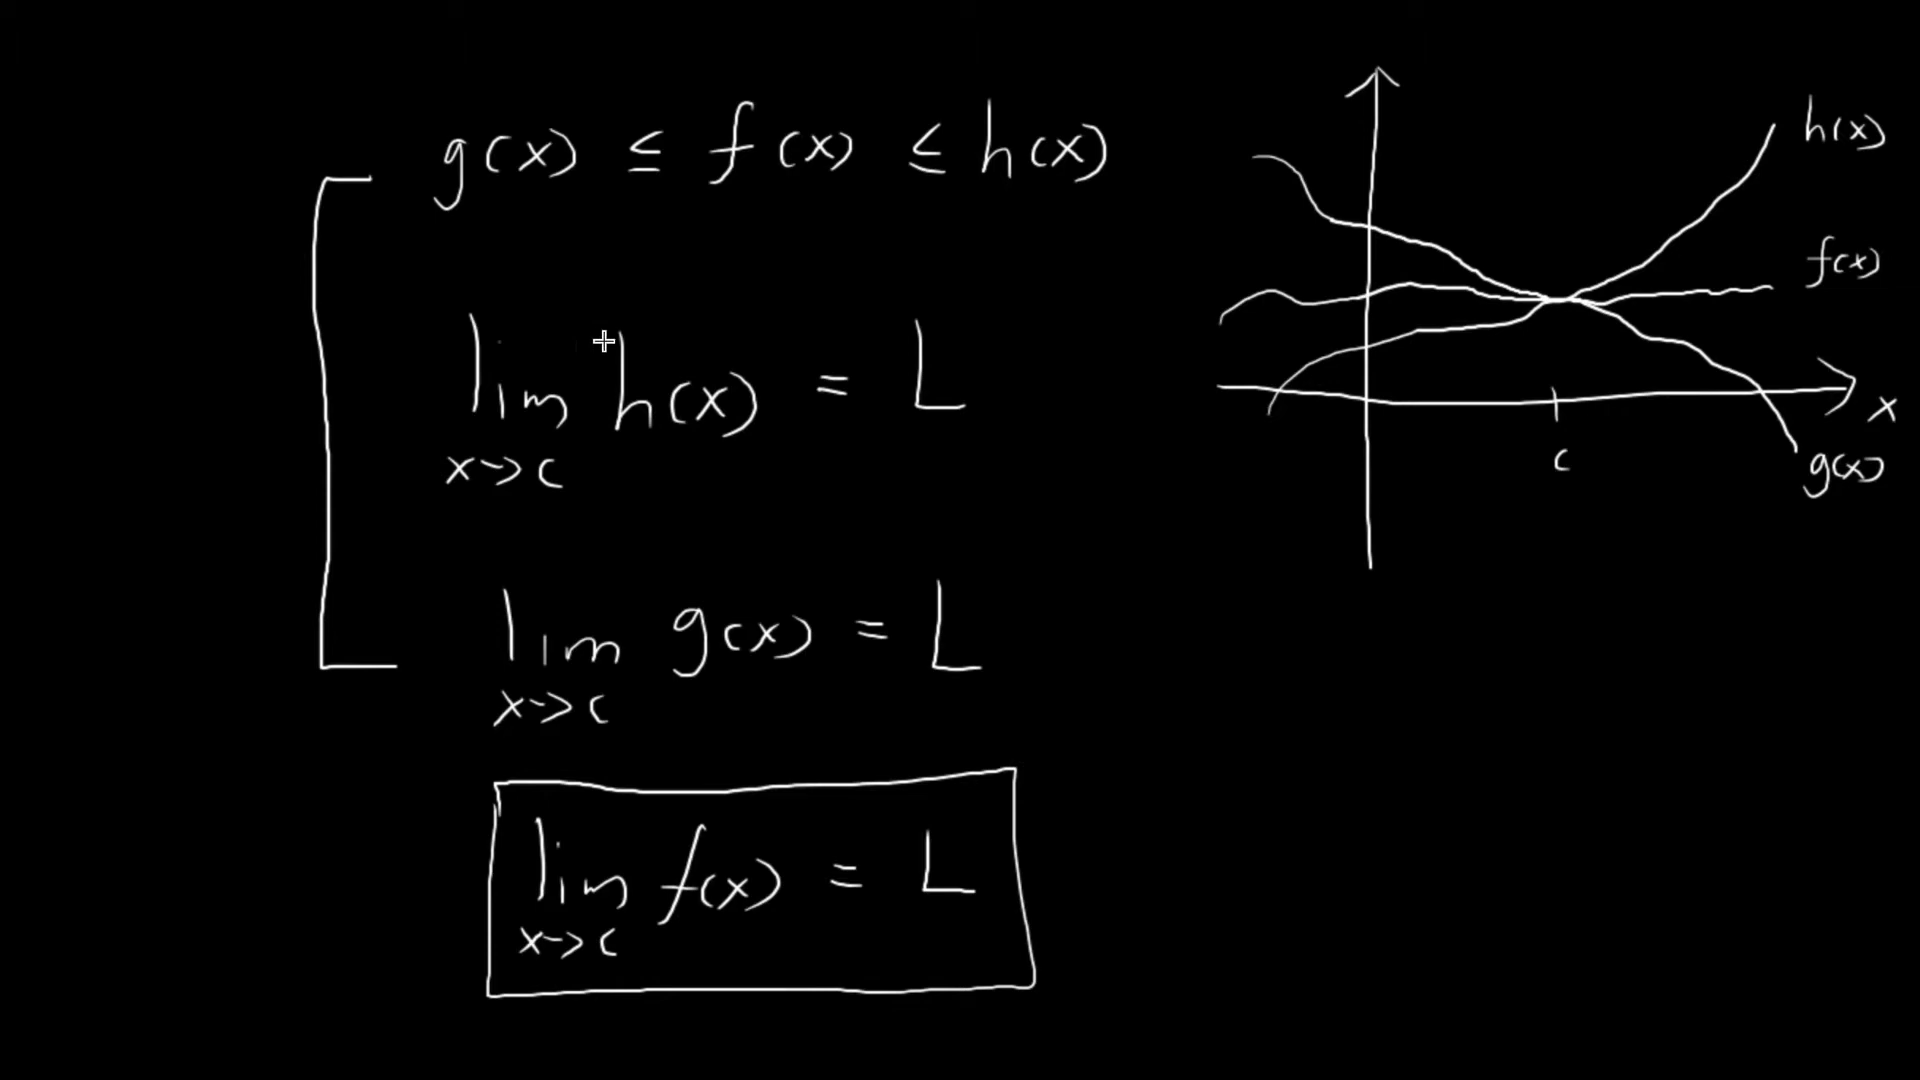 g(x) ≤ f(x) ≤ h(x)
lim h(x) = L
x->c
lim g(x) = L
x->c
lim f(x) = L
x->c
h(x)
f(x)
x
c
g(x)